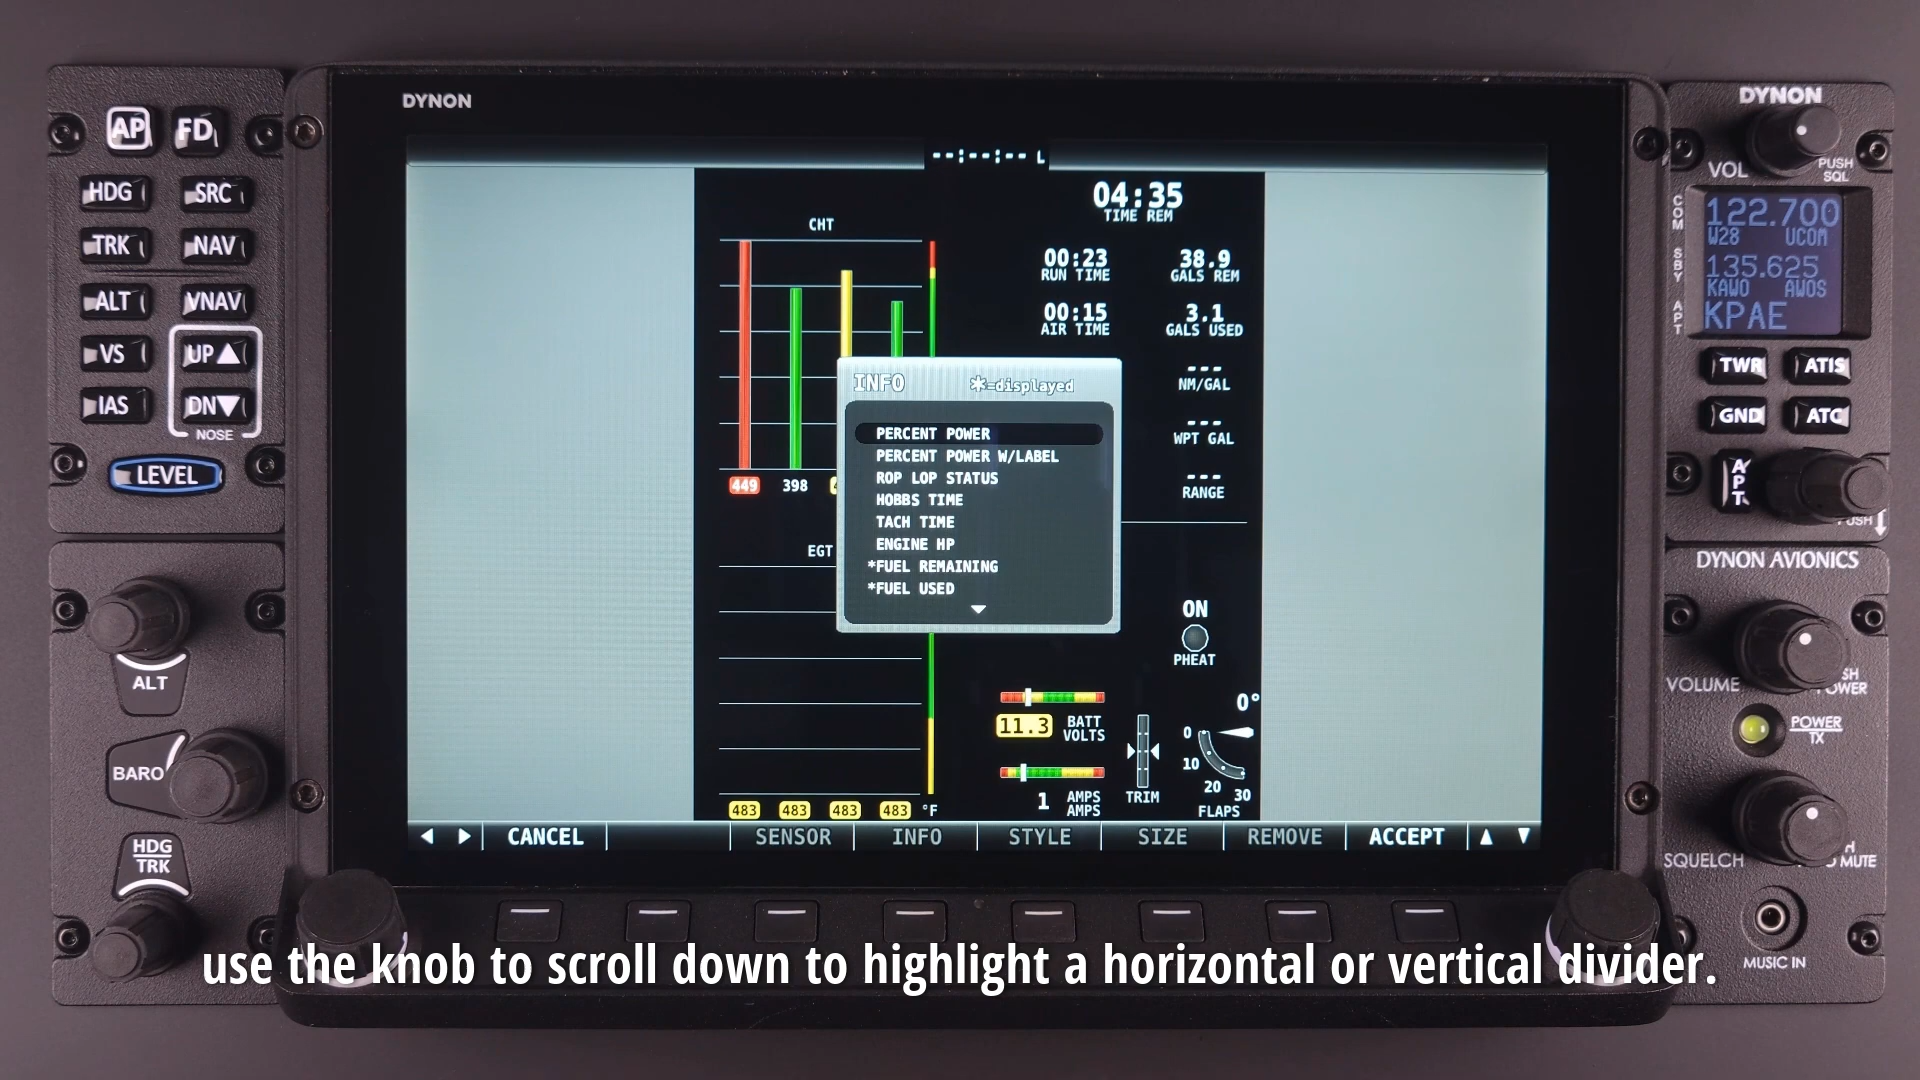 DYNON
AP FD
HDG SRC
TRK NAV
ALT VNAV
VS UP▲
IAS DN▼
NOSE
LEVEL
ALT
BARO
HDG
TRK
--:--:-- L
04:35
TIME REM
CHT
00:23
RUN TIME
38.9
GALS REM
00:15
AIR TIME
3.1
GALS USED
---
NM/GAL
---
WPT GAL
---
RANGE
449 398
EGT
INFO *=displayed
PERCENT POWER
PERCENT POWER W/LABEL
ROP LOP STATUS
HOBBS TIME
TACH TIME
ENGINE HP
*FUEL REMAINING
*FUEL USED
ON
PHEAT
11.3 BATT
VOLTS
1 AMPS
AMPS
TRIM
0°
0
10
20
30
FLAPS
483 483 483 483 °F
◀ ▶ CANCEL SENSOR INFO STYLE SIZE REMOVE ACCEPT ▲ ▼
DYNON
VOL
PUSH
SQL
COM
SBY
APT
122.700
W28 UCOM
135.625
KAWO AWOS
KPAE
TWR ATIS
GND ATC
APT
PUSH
DYNON AVIONICS
VOLUME
POWER
TX
SQUELCH
MUTE
MUSIC IN
use the knob to scroll down to highlight a horizontal or vertical divider.